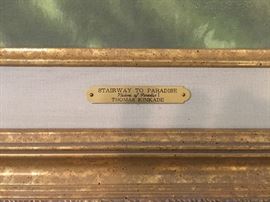 STAIRWAY TO PARADISE
Visions of Paradise I
THOMAS KINKADE